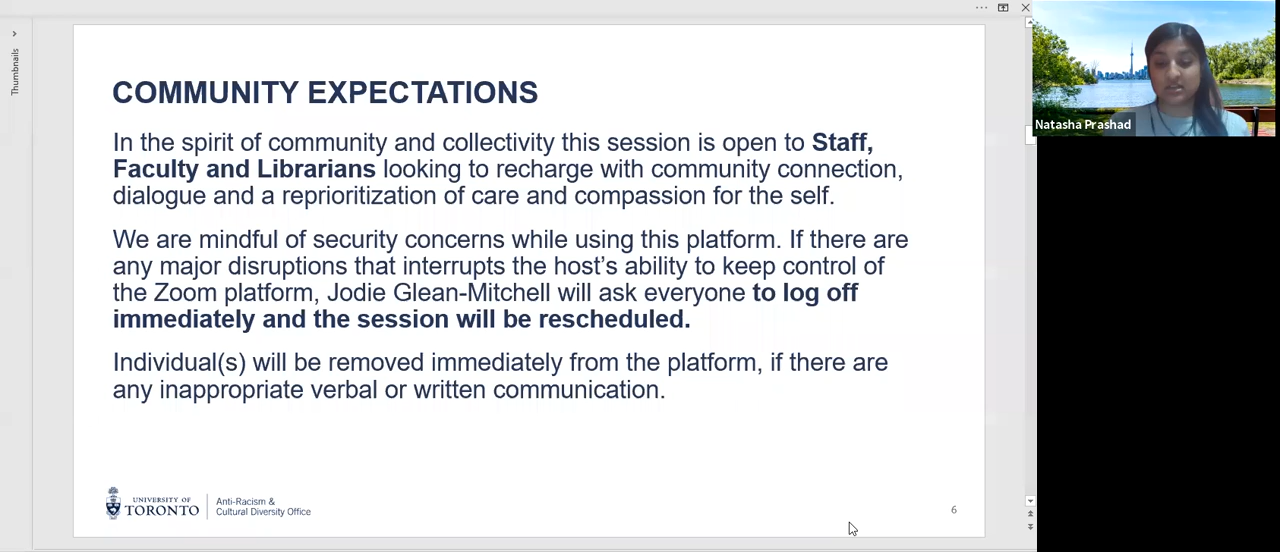 Thumbnails
COMMUNITY EXPECTATIONS
In the spirit of community and collectivity this session is open to Staff,
Faculty and Librarians looking to recharge with community connection,
dialogue and a reprioritization of care and compassion for the self.
We are mindful of security concerns while using this platform. If there are
any major disruptions that interrupts the host’s ability to keep control of
the Zoom platform, Jodie Glean-Mitchell will ask everyone to log off
immediately and the session will be rescheduled.
Individual(s) will be removed immediately from the platform, if there are
any inappropriate verbal or written communication.
UNIVERSITY OF
TORONTO
Anti-Racism &
Cultural Diversity Office
6
Natasha Prashad